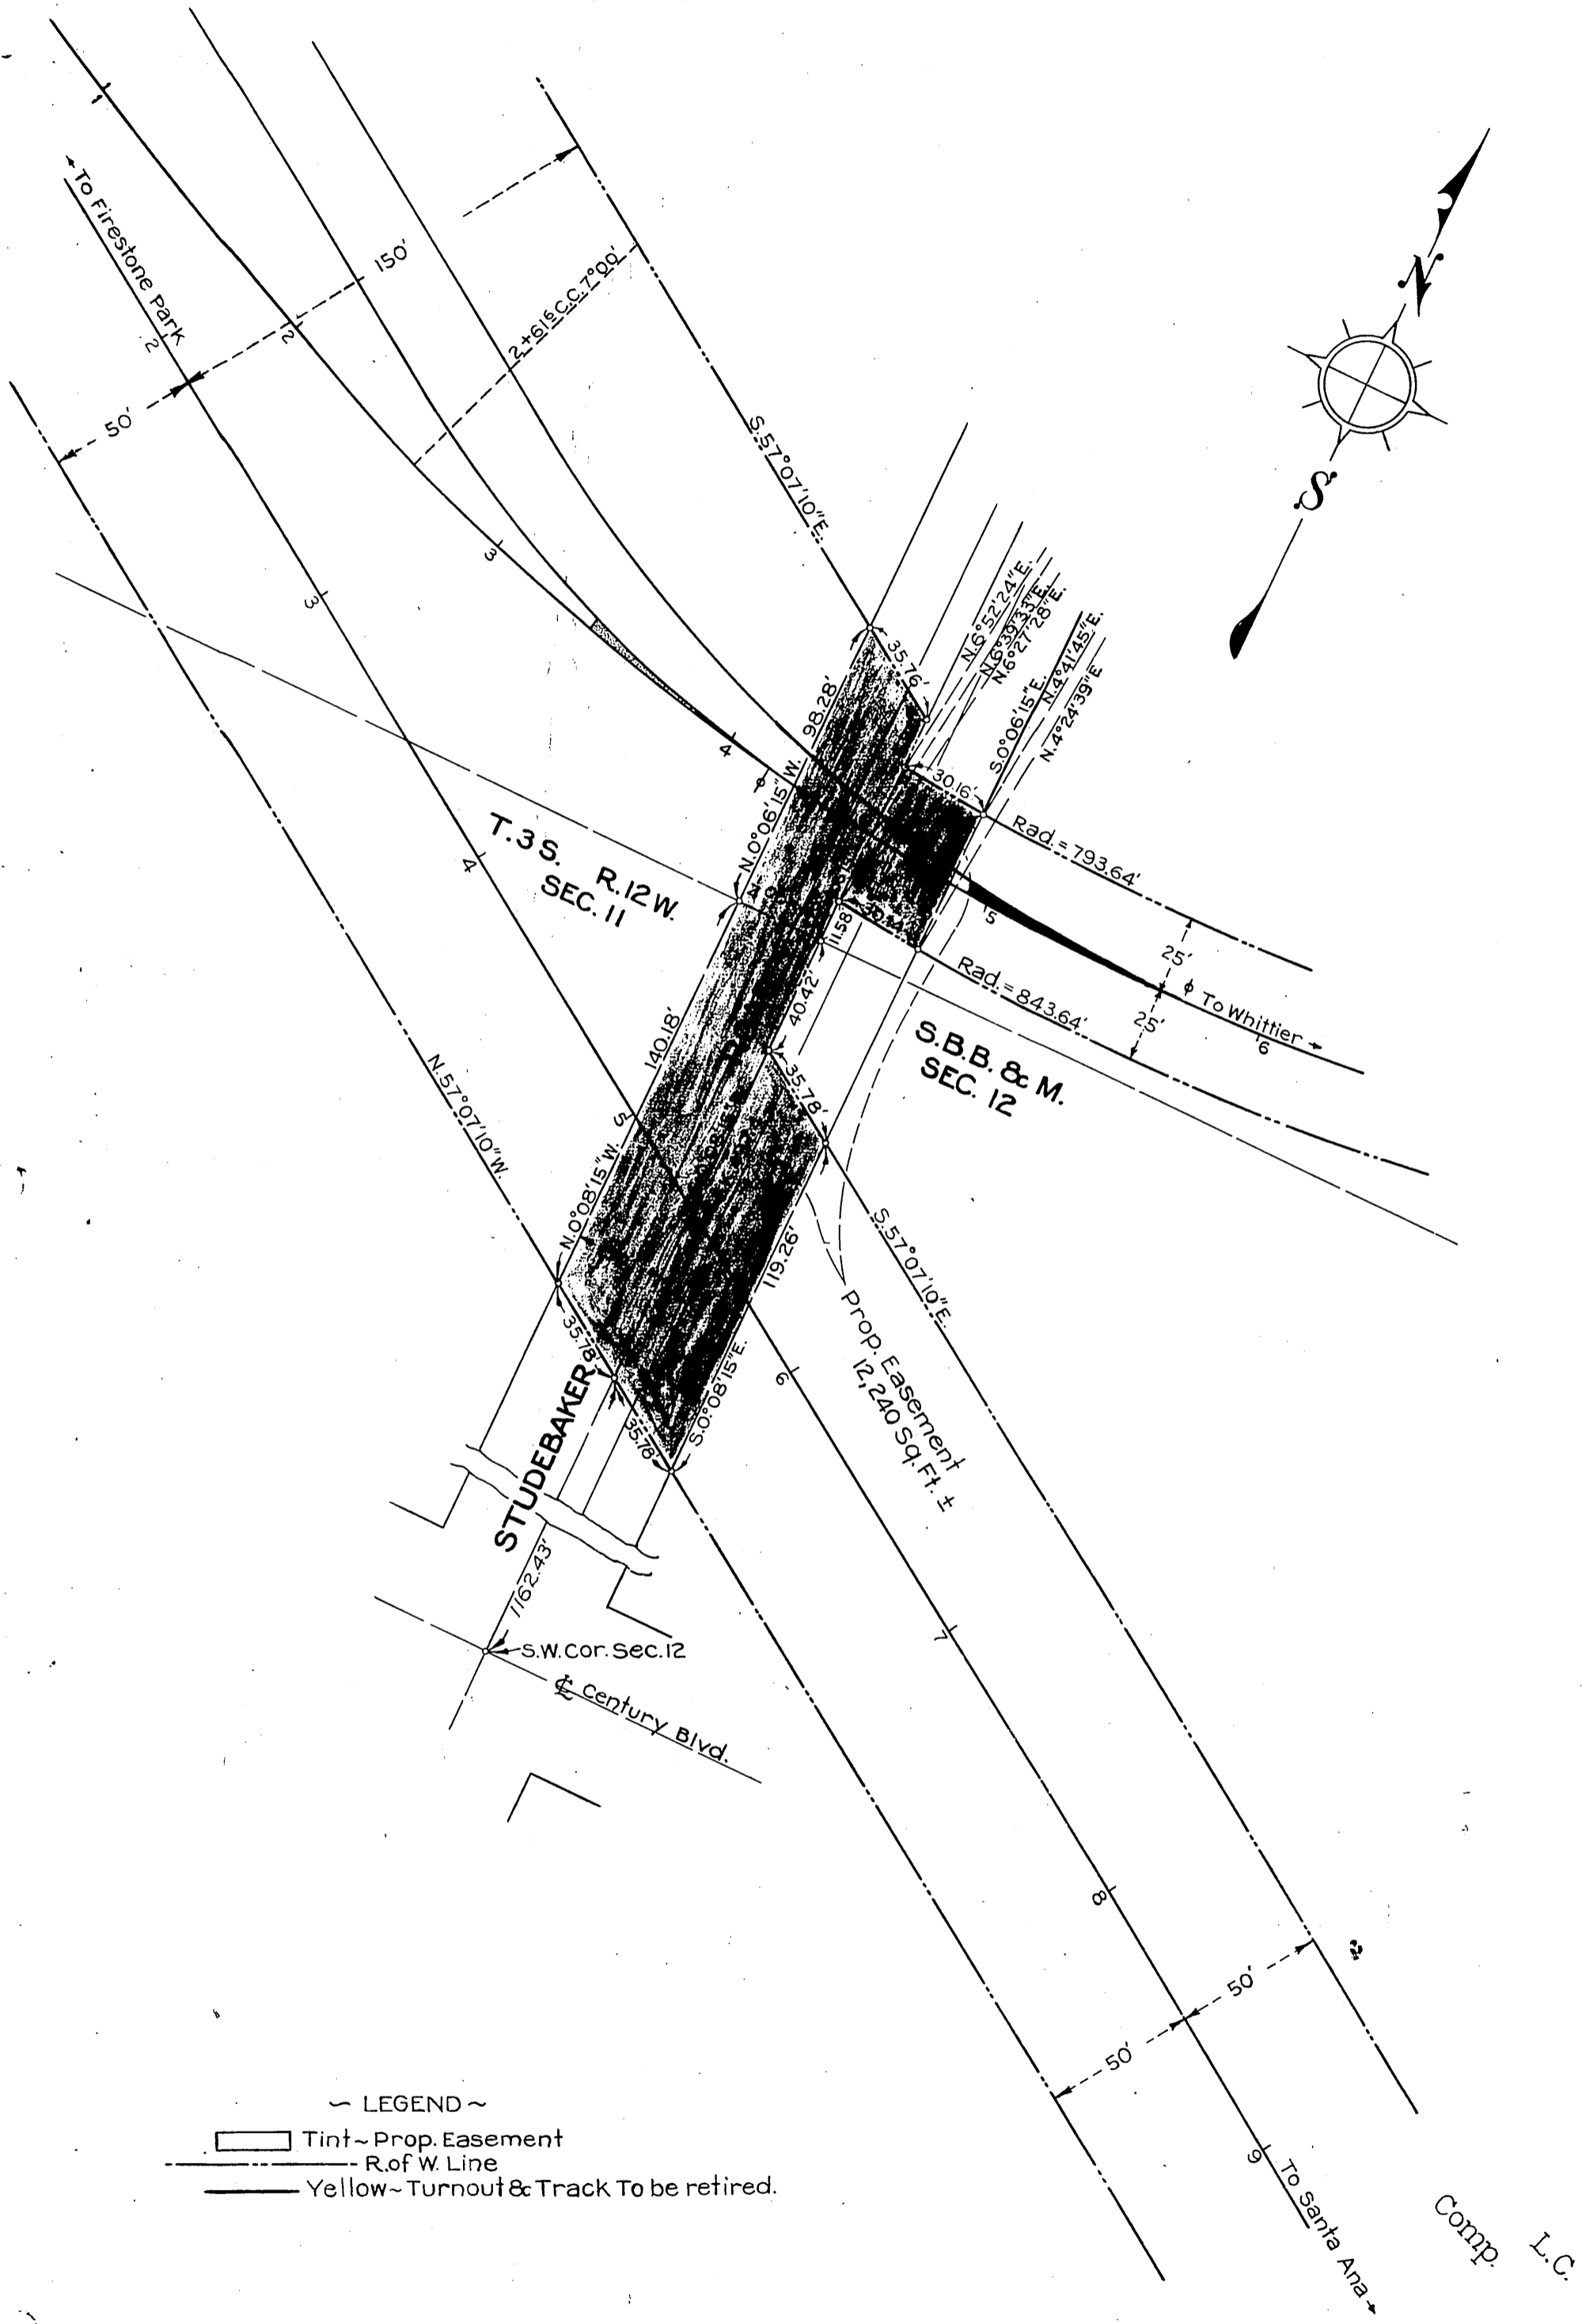 1
To Firestone Park
150'
2
2
50'
2+61⁶ C.C. 7°00'
3
3
S.57°07'10"E.
N
S
N.6°52'24"E.
N.6°39'33"E.
N.6°27'28"E.
N.4°41'45"E.
S.0°06'15"E.
N.4°24'39"E
35.76'
98.28'
30.16'
4
N.0°06'15"W.
Rad. = 793.64'
T.3 S. R.12 W.
SEC. 11
4
5
11.58'
40.42'
25'
Rad. = 843.64'
To Whittier
25'
6
S.B.B. & M.
SEC. 12
140.18'
N.57°07'10"W.
35.78'
5
N.0°08'15"W.
S.57°07'10"E.
119.26'
Prop. Easement
12,240 Sq. Ft. ±
35.78'
6
S.0°08'15"E.
STUDEBAKER
35.78'
1162.43'
7
S.W. Cor. Sec. 12
℄ Century Blvd.
8
50'
50'
9
To Santa Ana
~ LEGEND ~
Tint ~ Prop. Easement
R. of W. Line
Yellow ~ Turnout & Track To be retired.
Comp. L.C.